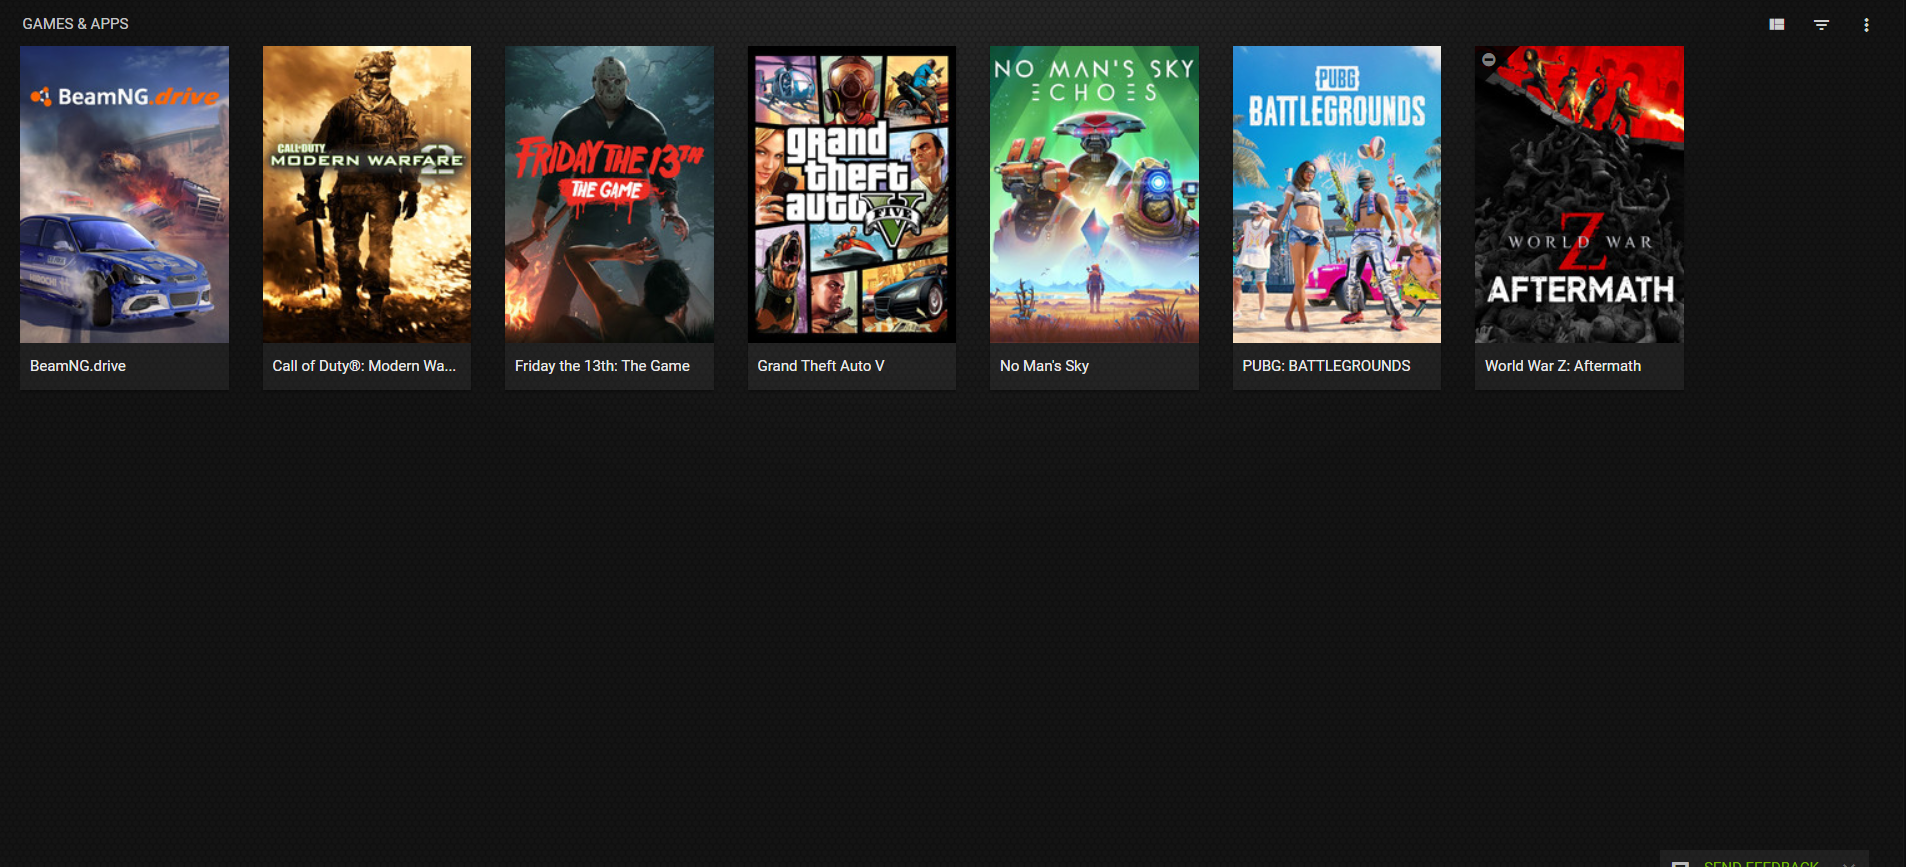 GAMES & APPS
BeamNG.drive
CALL OF DUTY
MODERN WARFARE 2
FRIDAY THE 13TH
THE GAME
grand
theft
auto V
FIVE
NO MAN'S SKY
ECHOES
PUBG
BATTLEGROUNDS
WORLD WAR
Z
AFTERMATH
BeamNG.drive
Call of Duty®: Modern Wa...
Friday the 13th: The Game
Grand Theft Auto V
No Man's Sky
PUBG: BATTLEGROUNDS
World War Z: Aftermath
SEND FEEDBACK